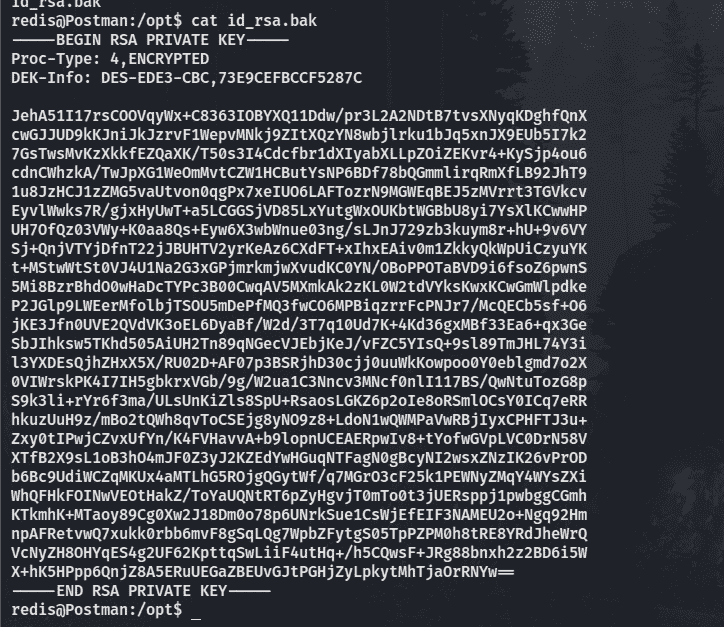 id_rsa.bak
redis@Postman:/opt$ cat id_rsa.bak
-----BEGIN RSA PRIVATE KEY-----
Proc-Type: 4,ENCRYPTED
DEK-Info: DES-EDE3-CBC,73E9CEFBCCF5287C
JehA51I17rsCOOVqyWx+C8363IOBYXQ11Ddw/pr3L2A2NDtB7tvsXNyqKDghfQnX
cwGJJUD9kKJniJkJzrvF1WepvMNkj9ZItXQzYN8wbjlrku1bJq5xnJX9EUb5I7k2
7GsTwsMvKzXkkfEZQaXK/T50s3I4Cdcfbr1dXIyabXLLpZOiZEKvr4+KySjp4ou6
cdnCWhzkA/TwJpXG1WeOmMvtCZW1HCButYsNP6BDf78bQGmmlirqRmXfLB92JhT9
1u8JzHCJ1zZMG5vaUtvon0qgPx7xeIUO6LAFTozrN9MGWEqBEJ5zMVrrt3TGVkcv
EyvlWwks7R/gjxHyUwT+a5LCGGSjVD85LxYutgWxOUKbtWGBbU8yi7YsXlKCwwHP
UH7OfQz03VWy+K0aa8Qs+Eyw6X3wbWnue03ng/sLJnJ729zb3kuym8r+hU+9v6VY
Sj+QnjVTYjDfnT22jJBUHTV2yrKeAz6CXdFT+xIhxEAiv0m1ZkkyQkWpUiCzyuYK
t+MStwWtSt0VJ4U1Na2G3xGPjmrkmjwXvudKC0YN/OBoPPOTaBVD9i6fsoZ6pwnS
5Mi8BzrBhdO0wHaDcTYPc3B00CwqAV5MXmkAk2zKL0W2tdVYksKwxKCwGmWlpdke
P2JGlp9LWEerMfolbjTSOU5mDePfMQ3fwCO6MPBiqzrrFcPNJr7/McQECb5sf+O6
jKE3Jfn0UVE2QVdVK3oEL6DyaBf/W2d/3T7q10Ud7K+4Kd36gxMBf33Ea6+qx3Ge
SbJIhksw5TKhd505AiUH2Tn89qNGecVJEbjKeJ/vFZC5YIsQ+9sl89TmJHL74Y3i
l3YXDEsQjhZHxX5X/RU02D+AF07p3BSRjhD30cjj0uuWkKowpoo0Y0eblgmd7o2X
0VIWrskPK4I7IH5gbkrxVGb/9g/W2ua1C3Nncv3MNcf0nlI117BS/QwNtuTozG8p
S9k3li+rYr6f3ma/ULsUnKiZls8SpU+RsaosLGKZ6p2oIe8oRSmlOCsY0ICq7eRR
hkuzUuH9z/mBo2tQWh8qvToCSEjg8yNO9z8+LdoN1wQWMPaVwRBjIyxCPHFTJ3u+
Zxy0tIPwjCZvxUfYn/K4FVHavvA+b9lopnUCEAERpwIv8+tYofwGVpLVC0DrN58V
XTfB2X9sL1oB3hO4mJF0Z3yJ2KZEdYwHGuqNTFagN0gBcyNI2wsxZNzIK26vPrOD
b6Bc9UdiWCZqMKUx4aMTLhG5ROjgQGytWf/q7MGrO3cF25k1PEWNyZMqY4WYsZXi
WhQFHkFOINwVEOtHakZ/ToYaUQNtRT6pZyHgvjT0mTo0t3jUERsppj1pwbggCGmh
KTkmhK+MTaoy89Cg0Xw2J18Dm0o78p6UNrkSue1CsWjEfEIF3NAMEU2o+Ngq92Hm
npAFRetvwQ7xukk0rbb6mvF8gSqLQg7WpbZFytgS05TpPZPM0h8tRE8YRdJheWrQ
VcNyZH8OHYqES4g2UF62KpttqSwLiiF4utHq+/h5CQwsF+JRg88bnxh2z2BD6i5W
X+hK5HPpp6QnjZ8A5ERuUEGaZBEUvGJtPGHjZyLpkytMhTjaOrRNYw==
-----END RSA PRIVATE KEY-----
redis@Postman:/opt$ _